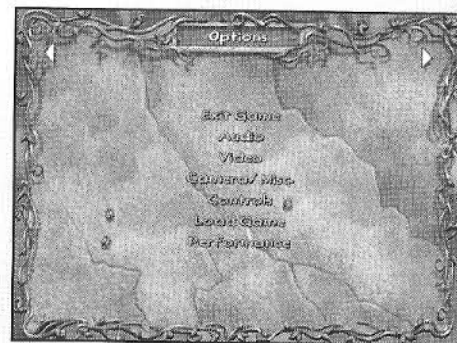 Options
Exit Game
Audio
Video
Camera/ Misc
Controls
Load Game
Performance